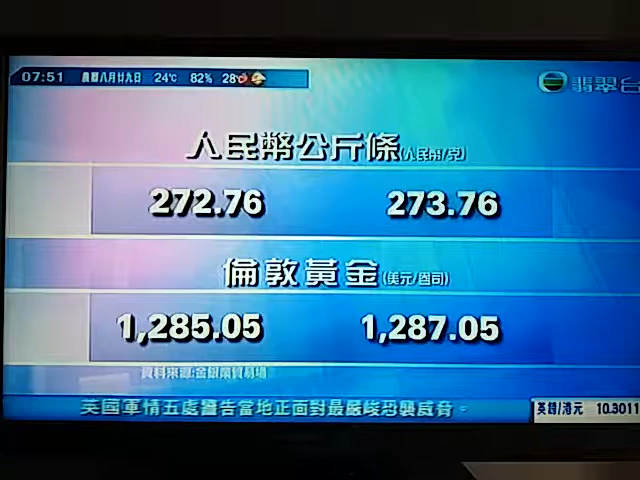 07:51 農曆八月廿九日 24℃ 82% 28
翡翠台
人民幣公斤條(人民幣/克)
272.76 273.76
倫敦黃金(美元/盎司)
1,285.05 1,287.05
資料來源:金銀業貿易場
英國軍情五處警告當地正面對最嚴峻恐襲威脅。
英鎊/港元 10.3011